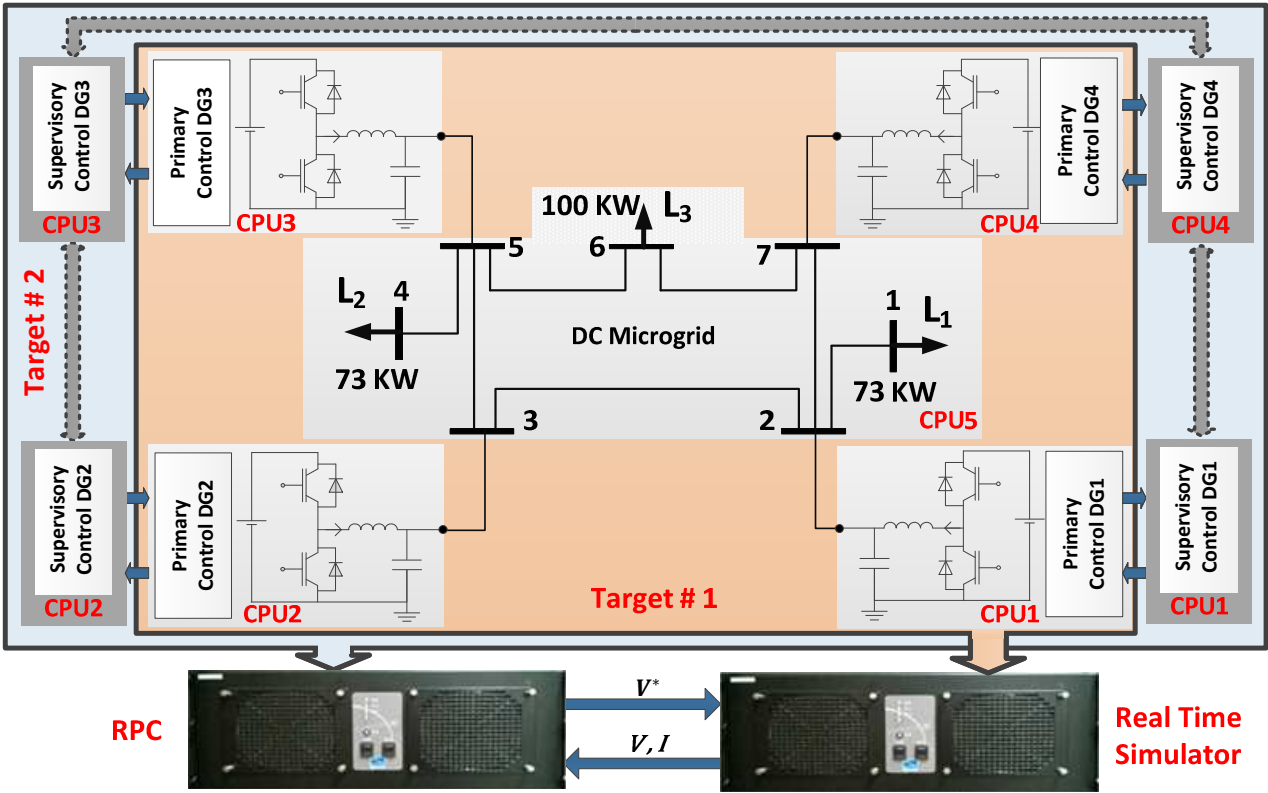 Supervisory
Control DG3
CPU3
Primary
Control DG3
CPU3
Primary
Control DG4
CPU4
Supervisory
Control DG4
CPU4
Target # 2
100 KW
L3
5
6
7
L2
4
73 KW
DC Microgrid
1
L1
73 KW
CPU5
3
2
Supervisory
Control DG2
CPU2
Primary
Control DG2
CPU2
Target # 1
Primary
Control DG1
CPU1
Supervisory
Control DG1
CPU1
RPC
V*
V, I
Real Time
Simulator